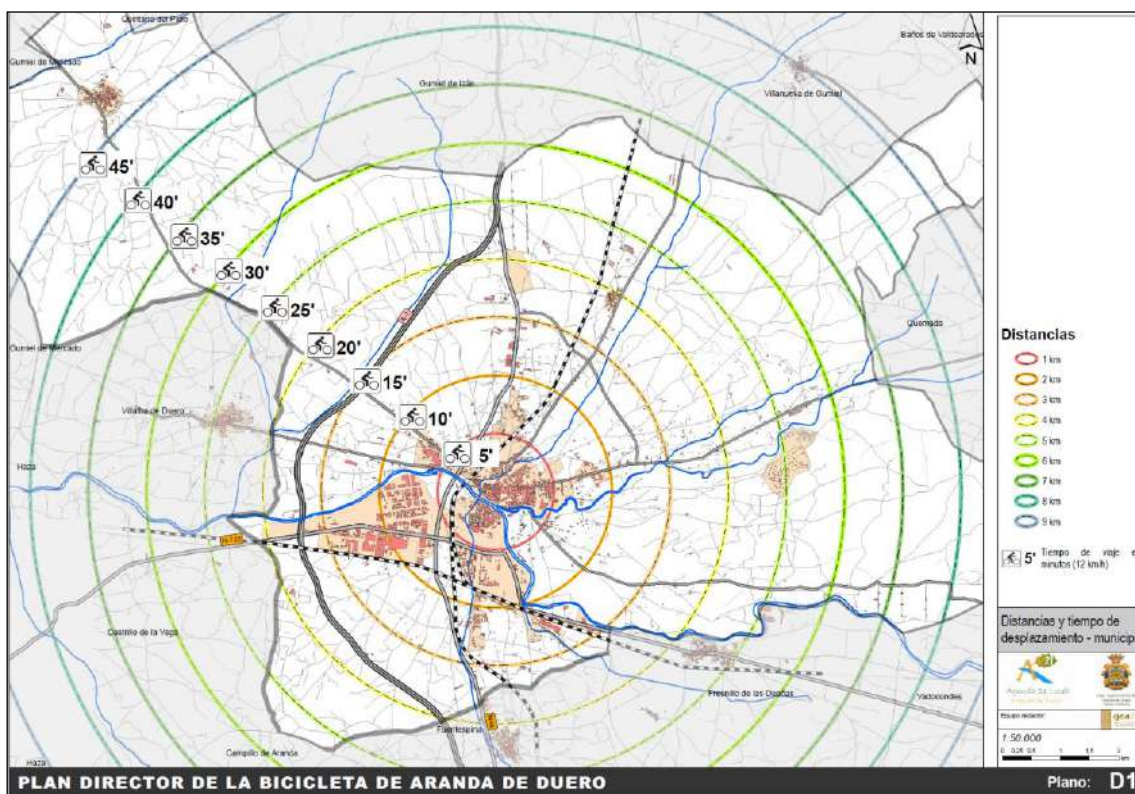 Quintana del Pidio
Baños de Valdearados
N
Gumiel de Mercado
Gumiel de Izán
Villanueva de Gumiel
45'
40'
35'
30'
25'
20'
15'
10'
5'
Gumiel de Mercado
Quemada
Villalba de Duero
Haza
Castrillo de la Vega
Fresnillo de las Dueñas
Vadocondes
Fuentespina
Campillo de Aranda
Haza
Distancias
1 km
2 km
3 km
4 km
5 km
6 km
7 km
8 km
9 km
5' Tiempo de viaje e
minutos (12 km/h)
Distancias y tiempo de
desplazamiento - municip
Equipo redactor:
1:50.000
km
PLAN DIRECTOR DE LA BICICLETA DE ARANDA DE DUERO
Plano: D1